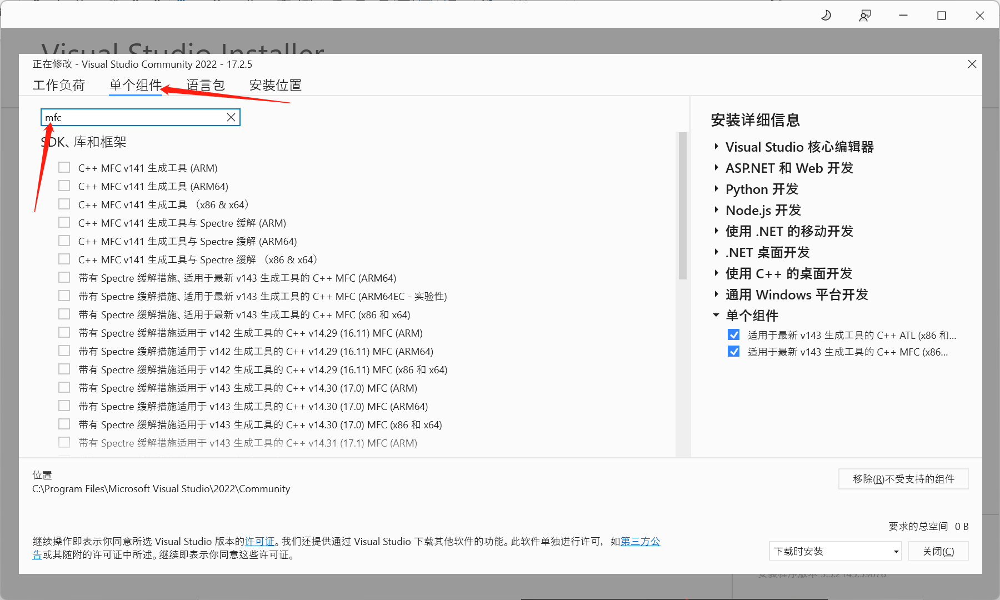 Visual Studio Installer
正在修改 - Visual Studio Community 2022 - 17.2.5
工作负荷
单个组件
语言包
安装位置
mfc
SDK、库和框架
C++ MFC v141 生成工具 (ARM)
C++ MFC v141 生成工具 (ARM64)
C++ MFC v141 生成工具 （x86 & x64）
C++ MFC v141 生成工具与 Spectre 缓解 (ARM)
C++ MFC v141 生成工具与 Spectre 缓解 (ARM64)
C++ MFC v141 生成工具与 Spectre 缓解 （x86 & x64）
带有 Spectre 缓解措施、适用于最新 v143 生成工具的 C++ MFC (ARM64)
带有 Spectre 缓解措施、适用于最新 v143 生成工具的 C++ MFC (ARM64EC - 实验性)
带有 Spectre 缓解措施、适用于最新 v143 生成工具的 C++ MFC (x86 和 x64)
带有 Spectre 缓解措施适用于 v142 生成工具的 C++ v14.29 (16.11) MFC (ARM)
带有 Spectre 缓解措施适用于 v142 生成工具的 C++ v14.29 (16.11) MFC (ARM64)
带有 Spectre 缓解措施适用于 v142 生成工具的 C++ v14.29 (16.11) MFC (x86 和 x64)
带有 Spectre 缓解措施适用于 v143 生成工具的 C++ v14.30 (17.0) MFC (ARM)
带有 Spectre 缓解措施适用于 v143 生成工具的 C++ v14.30 (17.0) MFC (ARM64)
带有 Spectre 缓解措施适用于 v143 生成工具的 C++ v14.30 (17.0) MFC (x86 和 x64)
带有 Spectre 缓解措施适用于 v143 生成工具的 C++ v14.31 (17.1) MFC (ARM)
安装详细信息
Visual Studio 核心编辑器
ASP.NET 和 Web 开发
Python 开发
Node.js 开发
使用 .NET 的移动开发
.NET 桌面开发
使用 C++ 的桌面开发
通用 Windows 平台开发
单个组件
适用于最新 v143 生成工具的 C++ ATL (x86 和...
适用于最新 v143 生成工具的 C++ MFC (x86...
位置
C:\Program Files\Microsoft Visual Studio\2022\Community
移除(R)不受支持的组件
要求的总空间 0 B
继续操作即表示你同意所选 Visual Studio 版本的许可证。我们还提供通过 Visual Studio 下载其他软件的功能。此软件单独进行许可，如第三方公
告或其随附的许可证中所述。继续即表示你同意这些许可证。
下载时安装
关闭(C)